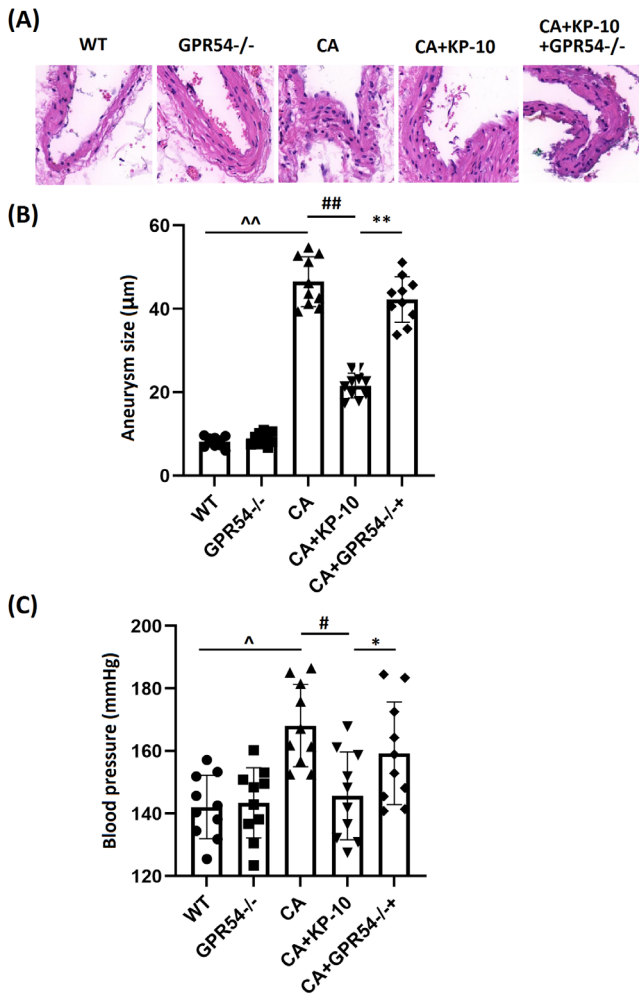 (A)
WT
GPR54-/-
CA
CA+KP-10
CA+KP-10
+GPR54-/-
(B)
Aneurysm size (μm)
60
40
20
0
^^
##
**
WT
GPR54-/-
CA
CA+KP-10
CA+GPR54-/-+
(C)
Blood pressure (mmHg)
200
180
160
140
120
^
#
*
WT
GPR54-/-
CA
CA+KP-10
CA+GPR54-/-+